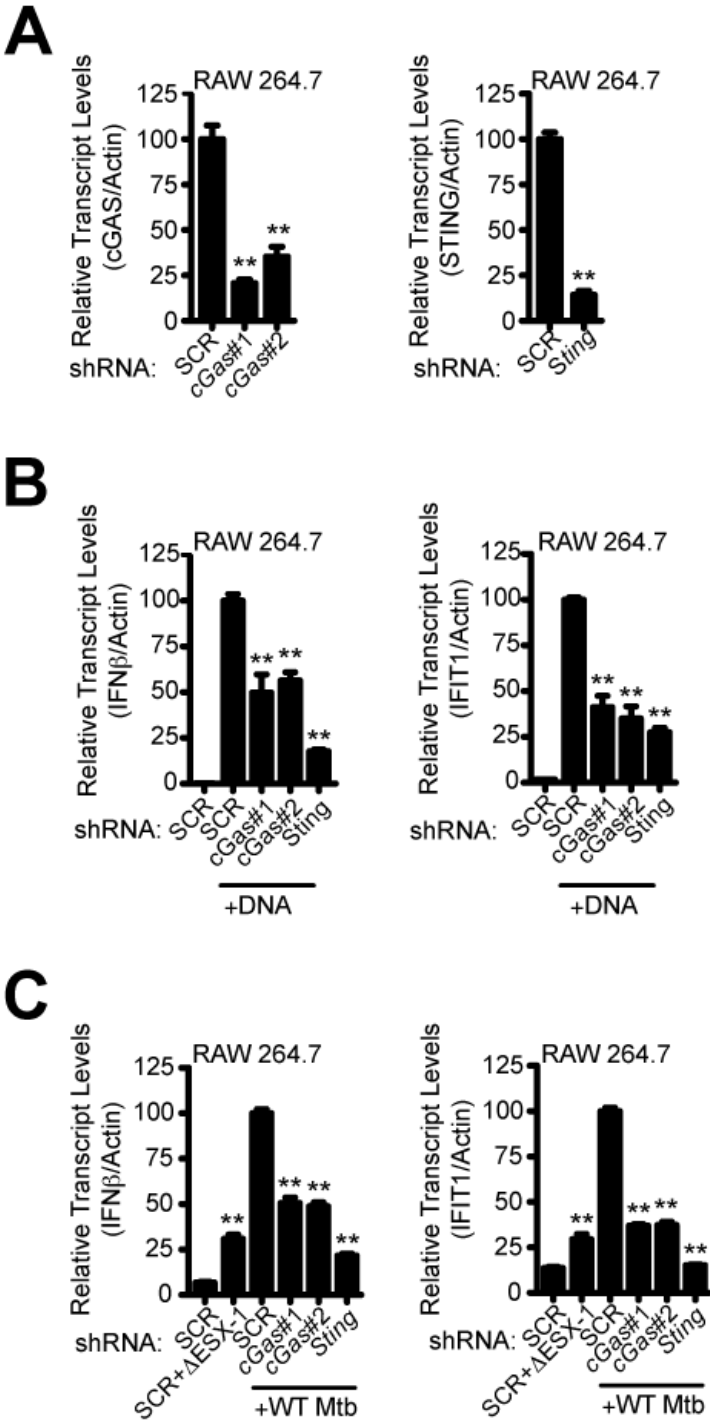 A
Relative Transcript Levels
(cGAS/Actin)
RAW 264.7
125
100
75
50
25
0
**
**
shRNA:
SCR
cGas#1
cGas#2
Relative Transcript Levels
(STING/Actin)
RAW 264.7
125
100
75
50
25
0
**
shRNA:
SCR
Sting
B
Relative Transcript Levels
(IFNβ/Actin)
RAW 264.7
125
100
75
50
25
0
**
**
**
shRNA:
SCR
SCR
cGas#1
cGas#2
Sting
+DNA
Relative Transcript Levels
(IFIT1/Actin)
RAW 264.7
125
100
75
50
25
0
**
**
**
shRNA:
SCR
SCR
cGas#1
cGas#2
Sting
+DNA
C
Relative Transcript Levels
(IFNβ/Actin)
RAW 264.7
125
100
75
50
25
0
**
**
**
**
shRNA:
SCR
SCR+ΔESX-1
SCR
cGas#1
cGas#2
Sting
+WT Mtb
Relative Transcript Levels
(IFIT1/Actin)
RAW 264.7
125
100
75
50
25
0
**
**
**
**
shRNA:
SCR
SCR+ΔESX-1
SCR
cGas#1
cGas#2
Sting
+WT Mtb